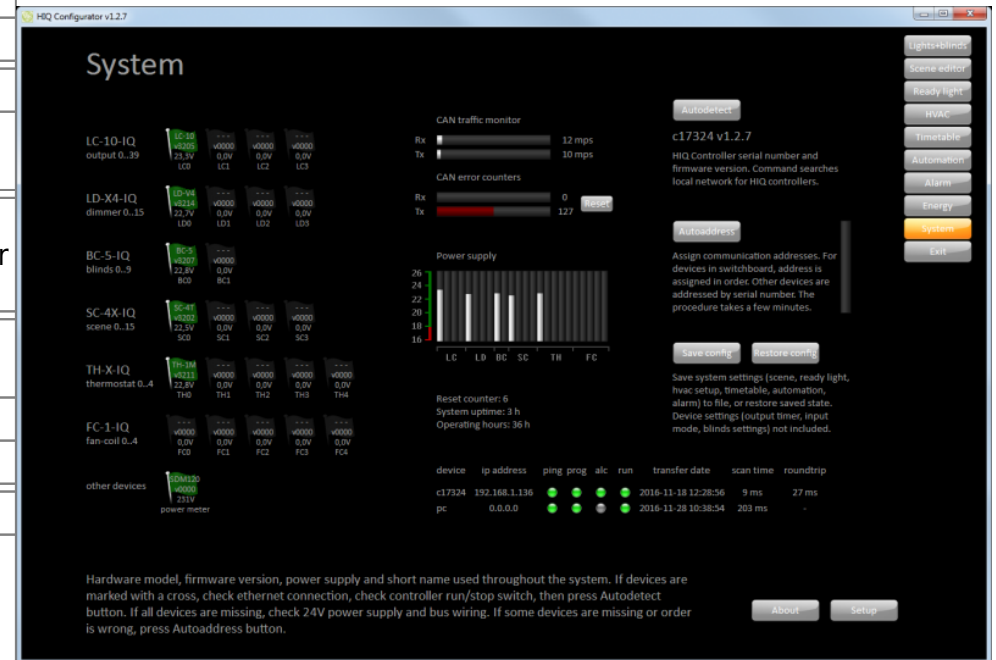 HIQ Configurator v1.2.7
System
Lights+blinds
Scene editor
Ready light
HVAC
Timetable
Automation
Alarm
Energy
System
Exit
r
LC-10-IQ
output 0..39
LC-10 --- --- ---
v9205 v0000 v0000 v0000
23,5V 0,0V 0,0V 0,0V
LC0 LC1 LC2 LC3
LD-X4-IQ
dimmer 0..15
LD-V4 --- --- ---
v9214 v0000 v0000 v0000
22,7V 0,0V 0,0V 0,0V
LD0 LD1 LD2 LD3
BC-5-IQ
blinds 0..9
BC-5 ---
v9207 v0000
22,8V 0,0V
BC0 BC1
SC-4X-IQ
scene 0..15
SC-4T --- --- ---
v9202 v0000 v0000 v0000
22,5V 0,0V 0,0V 0,0V
SC0 SC1 SC2 SC3
TH-X-IQ
thermostat 0..4
TH-1M --- --- --- ---
v9211 v0000 v0000 v0000 v0000
22,8V 0,0V 0,0V 0,0V 0,0V
TH0 TH1 TH2 TH3 TH4
FC-1-IQ
fan-coil 0..4
--- --- --- --- ---
v0000 v0000 v0000 v0000 v0000
0,0V 0,0V 0,0V 0,0V 0,0V
FC0 FC1 FC2 FC3 FC4
other devices
SDM120
v0000
231V
power meter
CAN traffic monitor
Rx 12 mps
Tx 10 mps
CAN error counters
Rx 0
Tx 127
Reset
Power supply
26
24
22
20
18
16
LC LD BC SC TH FC
Reset counter: 6
System uptime: 3 h
Operating hours: 36 h
Autodetect
c17324 v1.2.7
HIQ Controller serial number and
firmware version. Command searches
local network for HIQ controllers.
Autoaddress
Assign communication addresses. For
devices in switchboard, address is
assigned in order. Other devices are
addressed by serial number. The
procedure takes a few minutes.
Save config Restore config
Save system settings (scene, ready light,
hvac setup, timetable, automation,
alarm) to file, or restore saved state.
Device settings (output timer, input
mode, blinds settings) not included.
device ip address ping prog alc run transfer date scan time roundtrip
c17324 192.168.1.136 2016-11-18 12:28:56 9 ms 27 ms
pc 0.0.0.0 2016-11-28 10:38:54 203 ms -
Hardware model, firmware version, power supply and short name used throughout the system. If devices are
marked with a cross, check ethernet connection, check controller run/stop switch, then press Autodetect
button. If all devices are missing, check 24V power supply and bus wiring. If some devices are missing or order
is wrong, press Autoaddress button.
About Setup